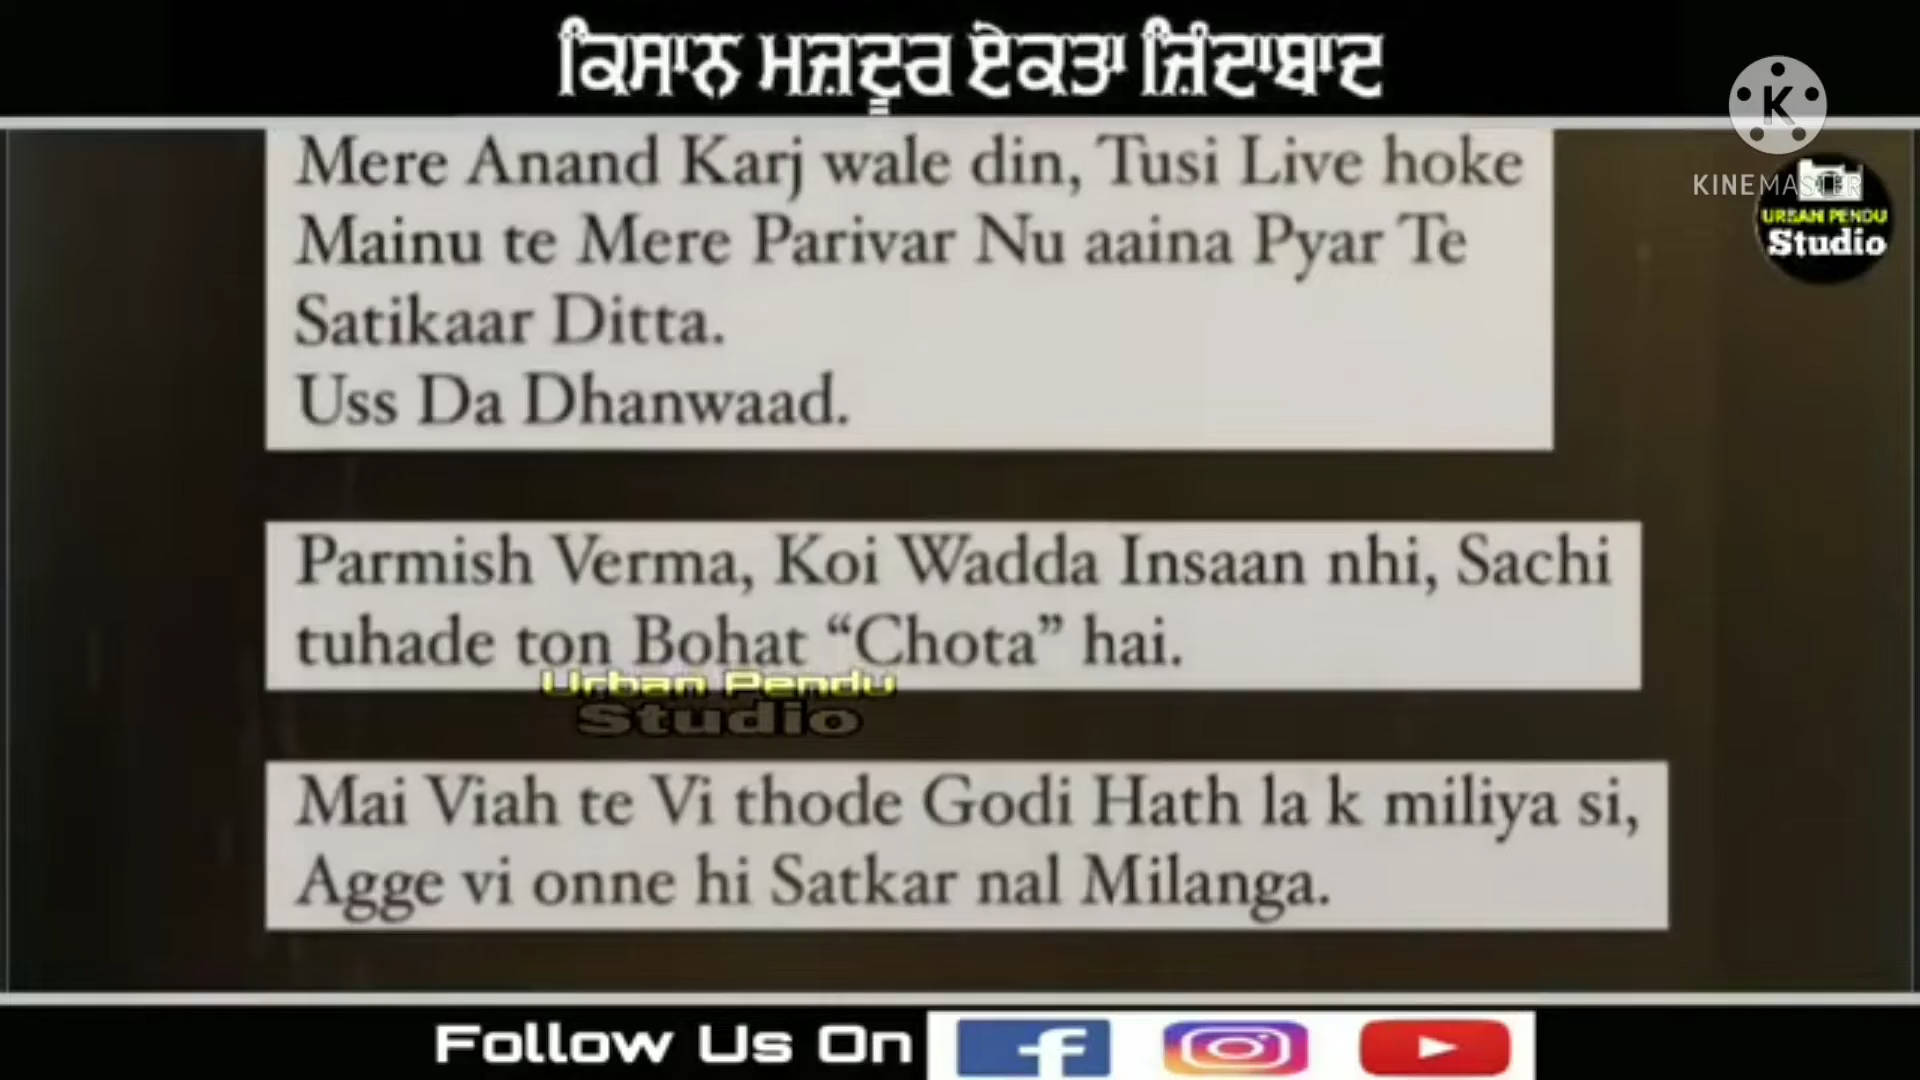 ਕਿਸਾਨ ਮਜ਼ਦੂਰ ਏਕਤਾ ਜ਼ਿੰਦਾਬਾਦ
KINEMASTER
URBAN PENDU
Studio
Mere Anand Karj wale din, Tusi Live hoke
Mainu te Mere Parivar Nu aaina Pyar Te
Satikaar Ditta.
Uss Da Dhanwaad.
Parmish Verma, Koi Wadda Insaan nhi, Sachi
tuhade ton Bohat “Chota” hai.
Urban Pendu
Studio
Mai Viah te Vi thode Godi Hath la k miliya si,
Agge vi onne hi Satkar nal Milanga.
Follow Us On